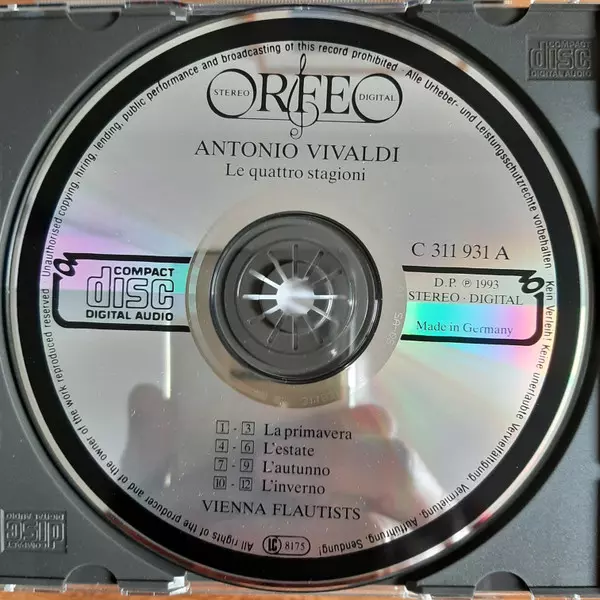 Unauthorised copying, hiring, lending, public performance and broadcasting of this record prohibited · Alle Urheber- und Leistungsschutzrechte vorbehalten · Kein Verleih! Keine unerlaubte Vervielfältigung, Vermietung, Aufführung, Sendung!
All rights of the producer and of the owner of the work reproduced reserved ·
ORFEO
STEREO
DIGITAL
ANTONIO VIVALDI
Le quattro stagioni
C 311 931 A
COMPACT
disc
DIGITAL AUDIO
D.P. ℗ 1993
STEREO · DIGITAL
Made in Germany
1 - 3 La primavera
4 - 6 L'estate
7 - 9 L'autunno
10 - 12 L'inverno
VIENNA FLAUTISTS
LC 8175
COMPACT
disc
DIGITAL AUDIO
COMPACT
disc
DIGITAL AUDIO